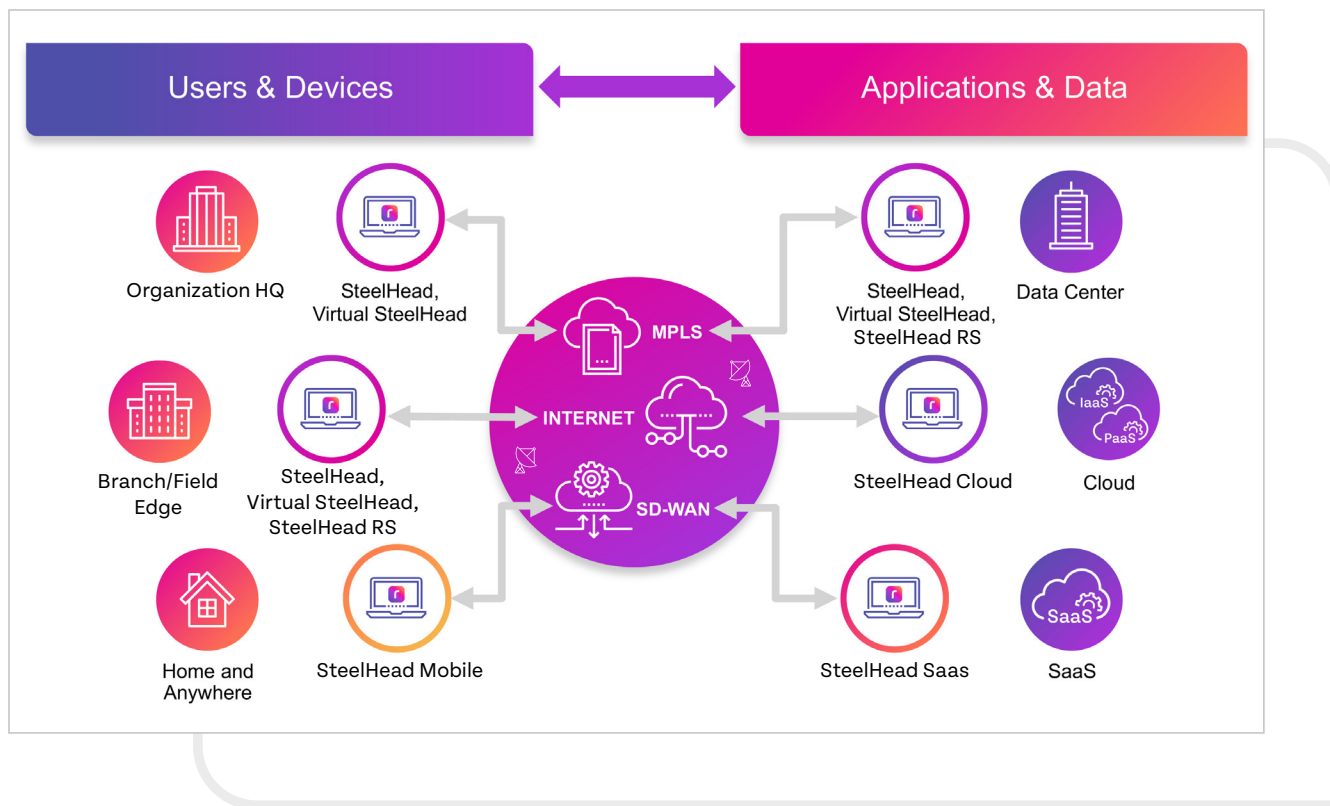 Users & Devices
Applications & Data
Organization HQ
SteelHead,
Virtual SteelHead
MPLS
SteelHead,
Virtual SteelHead,
SteelHead RS
Data Center
Branch/Field
Edge
SteelHead,
Virtual SteelHead,
SteelHead RS
INTERNET
SteelHead Cloud
IaaS
PaaS
Cloud
Home and
Anywhere
SteelHead Mobile
SD-WAN
SteelHead Saas
SaaS
SaaS